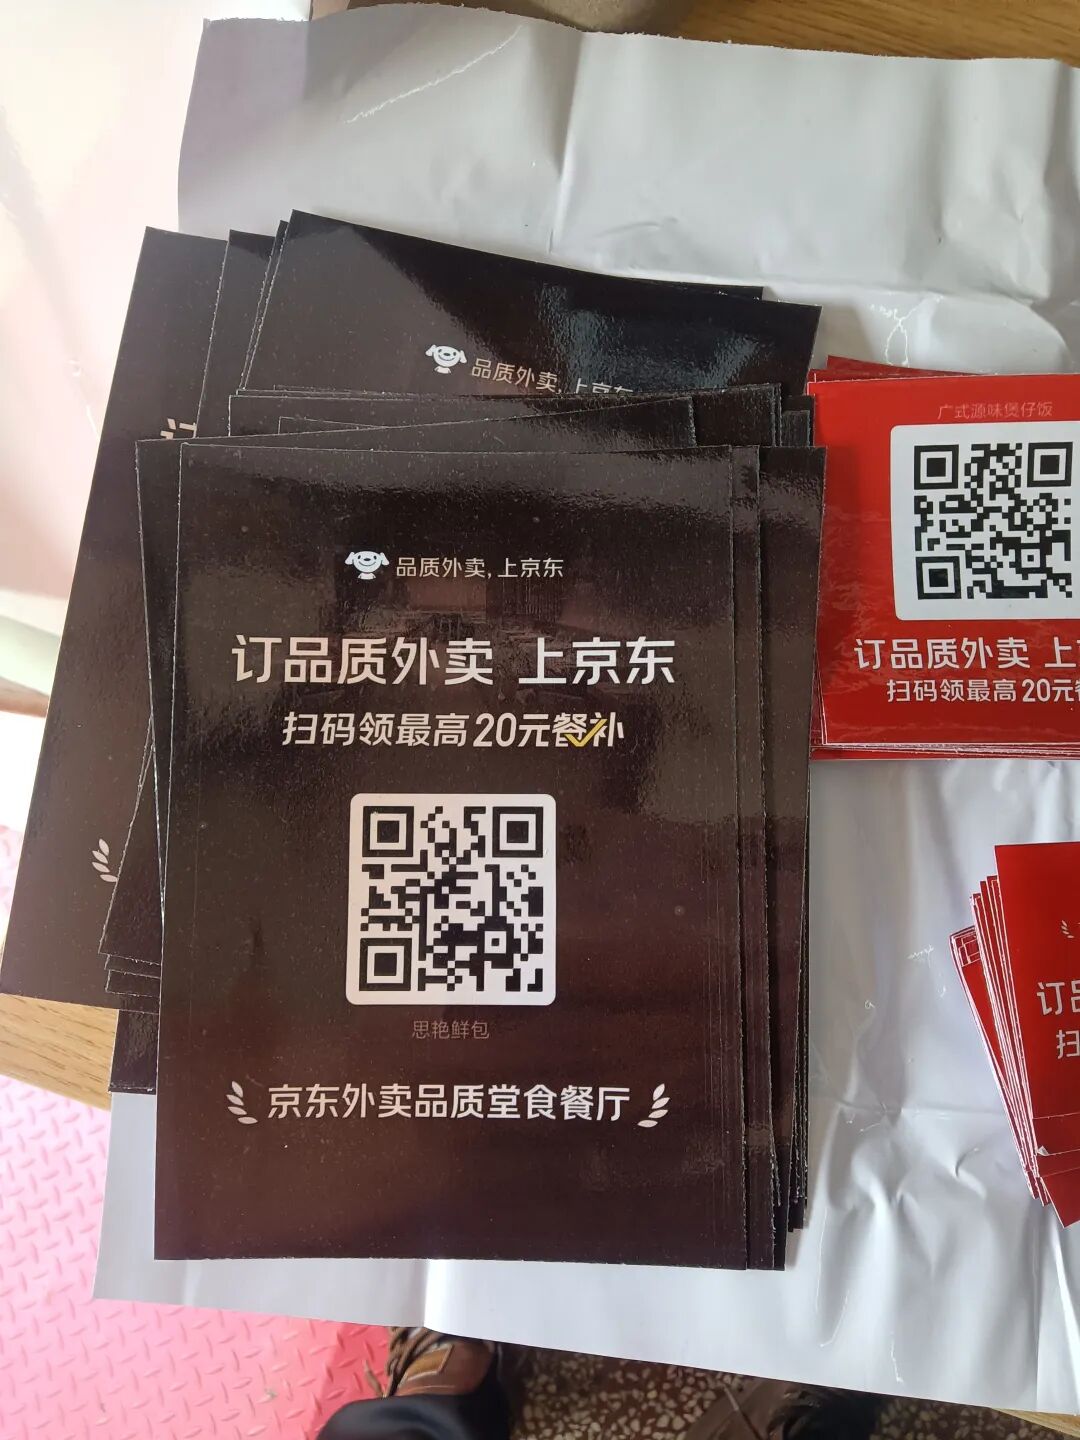 品质外卖,上京东
订
品质外卖,上京东
订品质外卖 上京东
扫码领最高20元餐补
思艳鲜包
京东外卖品质堂食餐厅
广式源味煲仔饭
订品质外卖 上
扫码领最高20元
订
扫